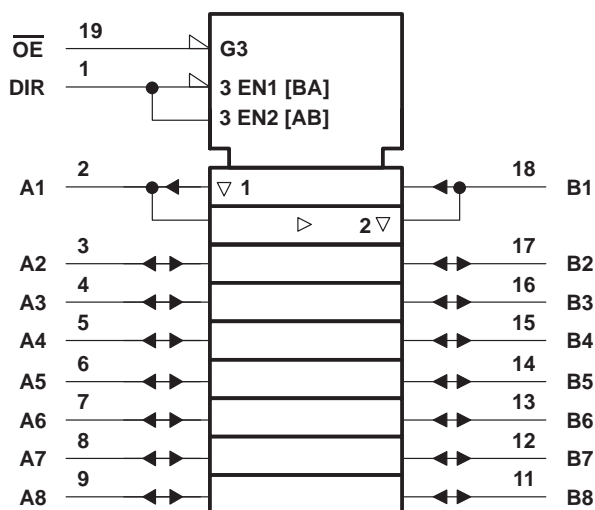 19
O̅E̅ G3
1
DIR 3 EN1 [BA]
3 EN2 [AB]
2 18
A1 ▽ 1 B1
▷ 2 ▽
3 17
A2 B2
4 16
A3 B3
5 15
A4 B4
6 14
A5 B5
7 13
A6 B6
8 12
A7 B7
9 11
A8 B8